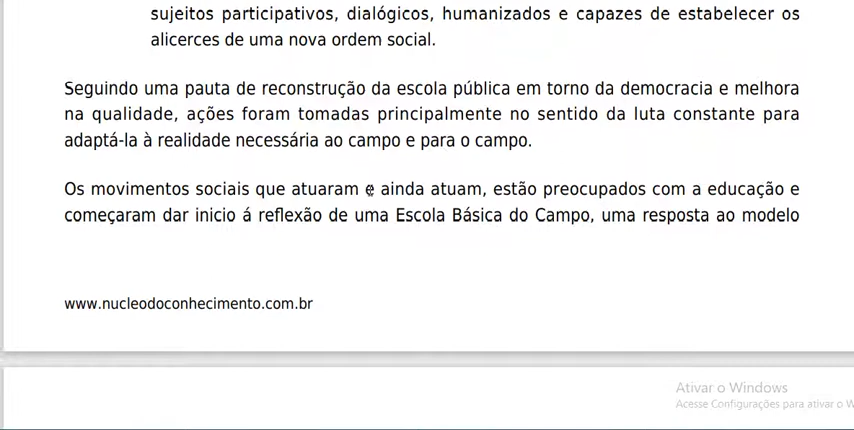 sujeitos participativos, dialógicos, humanizados e capazes de estabelecer os
alicerces de uma nova ordem social.
Seguindo uma pauta de reconstrução da escola pública em torno da democracia e melhora
na qualidade, ações foram tomadas principalmente no sentido da luta constante para
adaptá-la à realidade necessária ao campo e para o campo.
Os movimentos sociais que atuaram e ainda atuam, estão preocupados com a educação e
começaram dar inicio á reflexão de uma Escola Básica do Campo, uma resposta ao modelo
www.nucleodoconhecimento.com.br
Ativar o Windows
Acesse Configurações para ativar o W